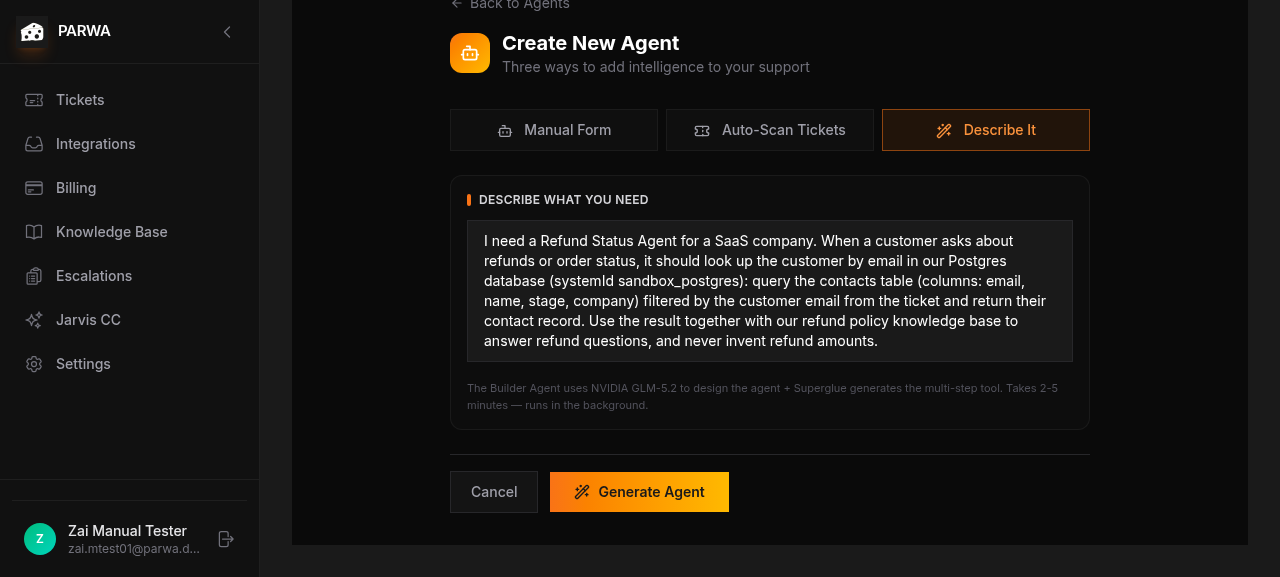 PARWA
Tickets
Integrations
Billing
Knowledge Base
Escalations
Jarvis CC
Settings
Z
Zai Manual Tester
zai.mtest01@parwa.d...
← Back to Agents
Create New Agent
Three ways to add intelligence to your support
Manual Form
Auto-Scan Tickets
Describe It
DESCRIBE WHAT YOU NEED
I need a Refund Status Agent for a SaaS company. When a customer asks about
refunds or order status, it should look up the customer by email in our Postgres
database (systemId sandbox_postgres): query the contacts table (columns: email,
name, stage, company) filtered by the customer email from the ticket and return their
contact record. Use the result together with our refund policy knowledge base to
answer refund questions, and never invent refund amounts.
The Builder Agent uses NVIDIA GLM-5.2 to design the agent + Superglue generates the multi-step tool. Takes 2-5
minutes — runs in the background.
Cancel
Generate Agent